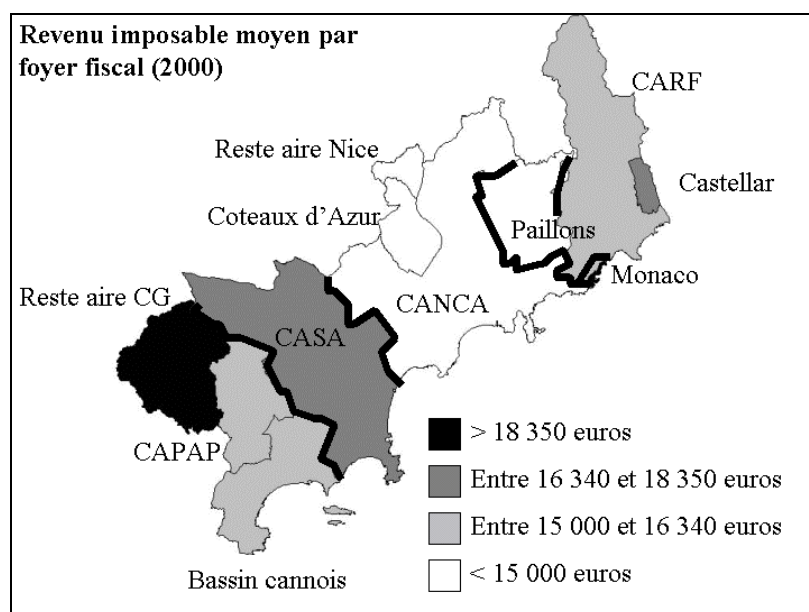 Revenu imposable moyen par
foyer fiscal (2000)
CARF
Reste aire Nice
Castellar
Coteaux d'Azur
Paillons
Monaco
Reste aire CG
CANCA
CASA
> 18 350 euros
CAPAP
Entre 16 340 et 18 350 euros
Entre 15 000 et 16 340 euros
Bassin cannois
< 15 000 euros